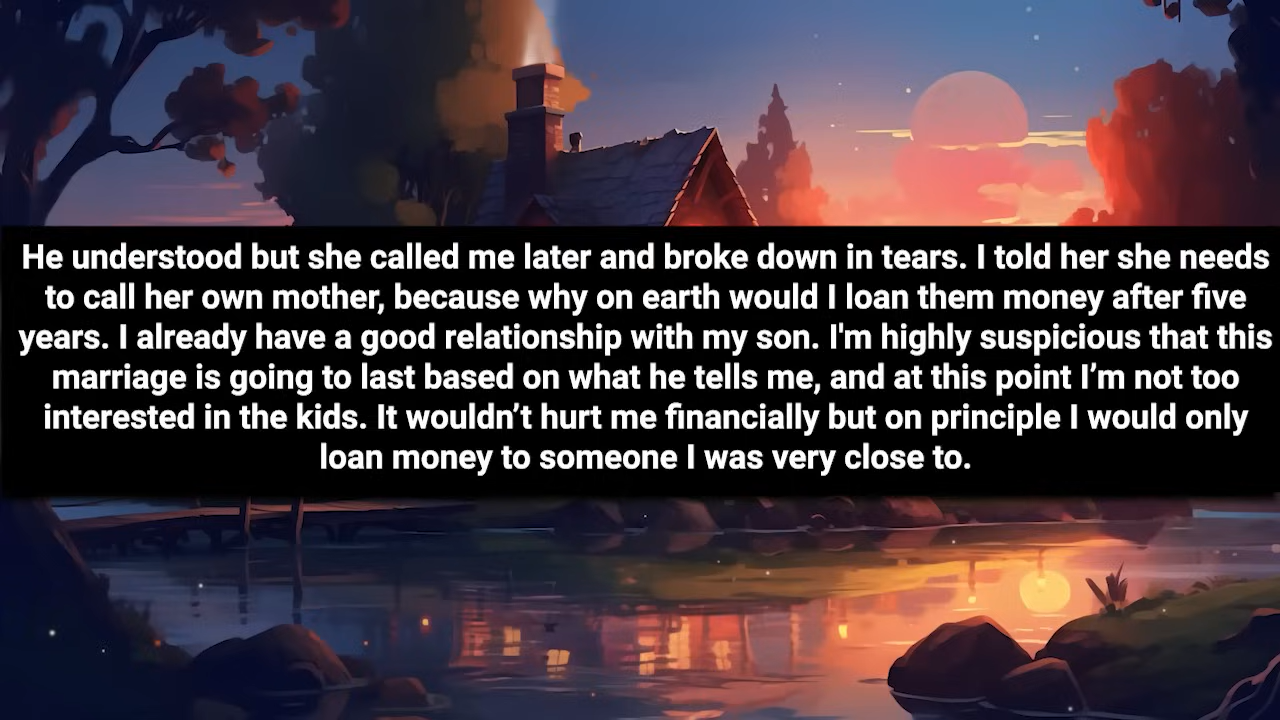 He understood but she called me later and broke down in tears. I told her she needs
to call her own mother, because why on earth would I loan them money after five
years. I already have a good relationship with my son. I'm highly suspicious that this
marriage is going to last based on what he tells me, and at this point I’m not too
interested in the kids. It wouldn’t hurt me financially but on principle I would only
loan money to someone I was very close to.